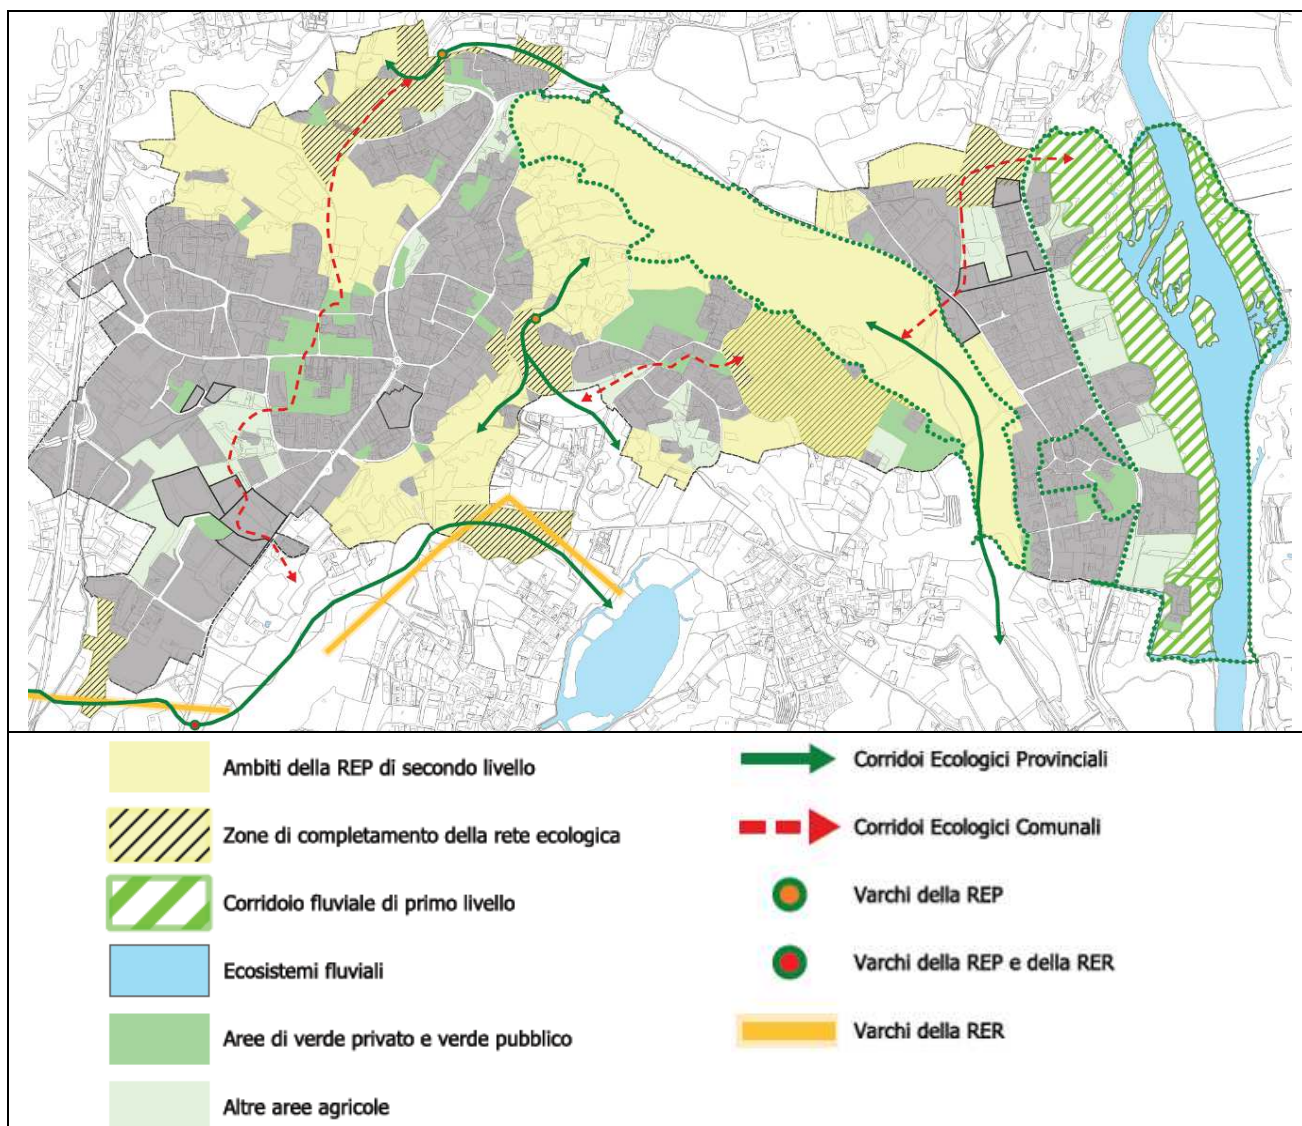 Ambiti della REP di secondo livello
Zone di completamento della rete ecologica
Corridoio fluviale di primo livello
Ecosistemi fluviali
Aree di verde privato e verde pubblico
Altre aree agricole
Corridoi Ecologici Provinciali
Corridoi Ecologici Comunali
Varchi della REP
Varchi della REP e della RER
Varchi della RER